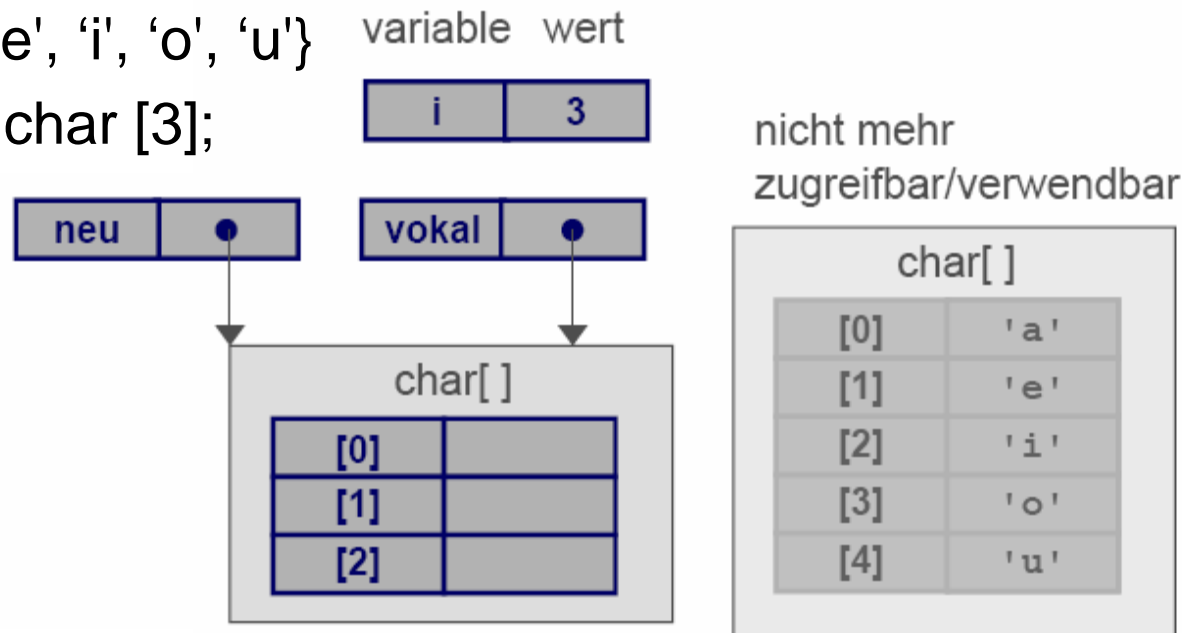 e', ‘i', ‘o', ‘u'}
char [3];
variable wert
i 3
neu
vokal
char[ ]
[0]
[1]
[2]
nicht mehr
zugreifbar/verwendbar
char[ ]
[0] 'a'
[1] 'e'
[2] 'i'
[3] 'o'
[4] 'u'